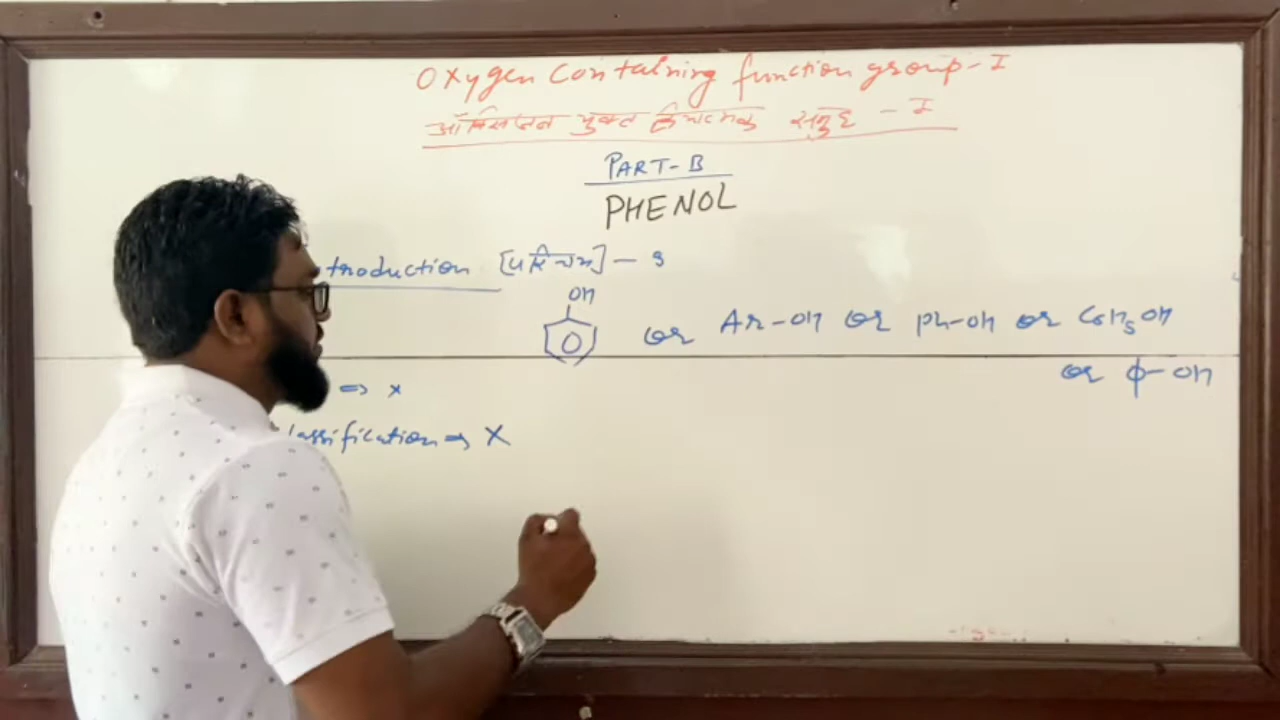 Oxygen Containing function group - I
ऑक्सिजन युक्त क्रियात्मक समुह - I
PART-B
PHENOL
troduction [परिचय] —
OH
or Ar-OH or Ph-OH or C6H5OH
or ϕ-OH
⇒ x
lassification ⇒ X